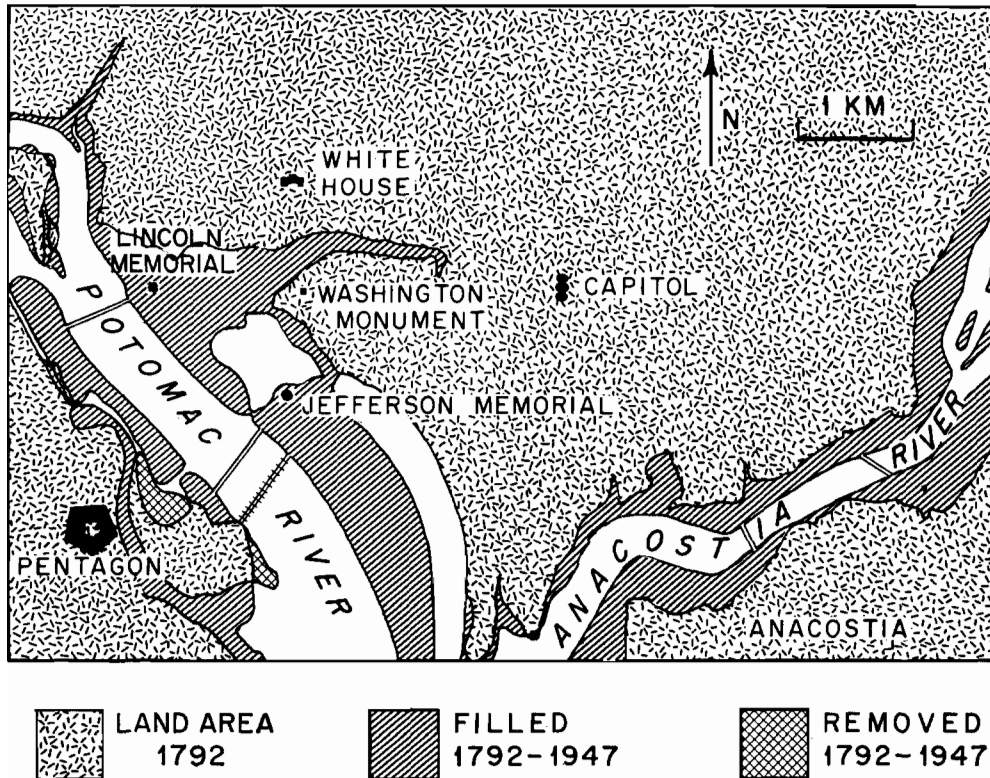 1 KM
N
WHITE
HOUSE
LINCOLN
MEMORIAL
WASHINGTON
MONUMENT
CAPITOL
POTOMAC
RIVER
JEFFERSON MEMORIAL
ANACOSTIA
RIVER
PENTAGON
ANACOSTIA
LAND AREA
1792
FILLED
1792-1947
REMOVED
1792-1947